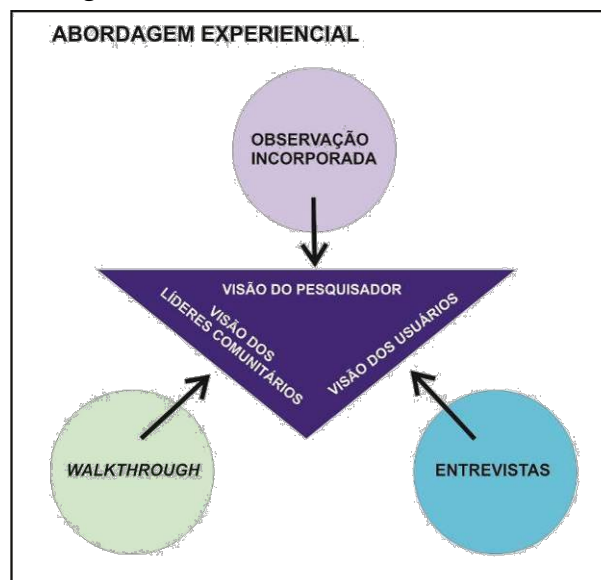 ABORDAGEM EXPERIENCIAL
OBSERVAÇÃO
INCORPORADA
VISÃO DO PESQUISADOR
VISÃO DOS
LÍDERES COMUNITÁRIOS
VISÃO DOS USUÁRIOS
WALKTHROUGH
ENTREVISTAS